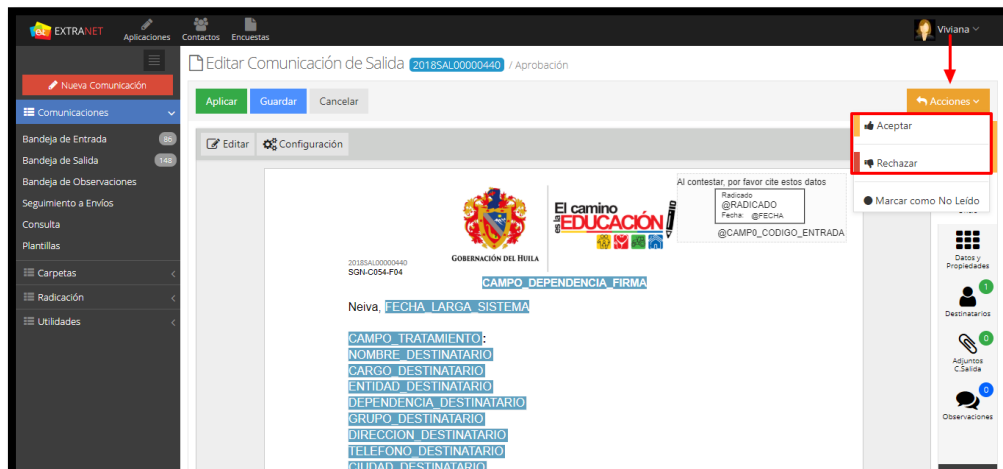 EXTRANET
Aplicaciones
Contactos
Encuestas
Viviana
Nueva Comunicación
Comunicaciones
Bandeja de Entrada 86
Bandeja de Salida 148
Bandeja de Observaciones
Seguimiento a Envíos
Consulta
Plantillas
Carpetas
Radicación
Utilidades
Editar Comunicación de Salida 2018SAL00000440 / Aprobación
Aplicar
Guardar
Cancelar
Acciones
Aceptar
Rechazar
Marcar como No Leído
Editar
Configuración
GOBERNACIÓN DEL HUILA
El camino
es la EDUCACIÓN
Al contestar, por favor cite estos datos
Radicado
@RADICADO
Fecha: @FECHA
@CAMP0_CODIGO_ENTRADA
2018SAL00000440
SGN-C054-F04
CAMPO_DEPENDENCIA_FIRMA
Neiva, FECHA_LARGA_SISTEMA
CAMPO_TRATAMIENTO:
NOMBRE_DESTINATARIO
CARGO_DESTINATARIO
ENTIDAD_DESTINATARIO
DEPENDENCIA_DESTINATARIO
GRUPO_DESTINATARIO
DIRECCION_DESTINATARIO
TELEFONO_DESTINATARIO
CIUDAD_DESTINATARIO
Datos y
Propiedades
1
Destinatarios
0
Adjuntos
C.Salida
0
Observaciones